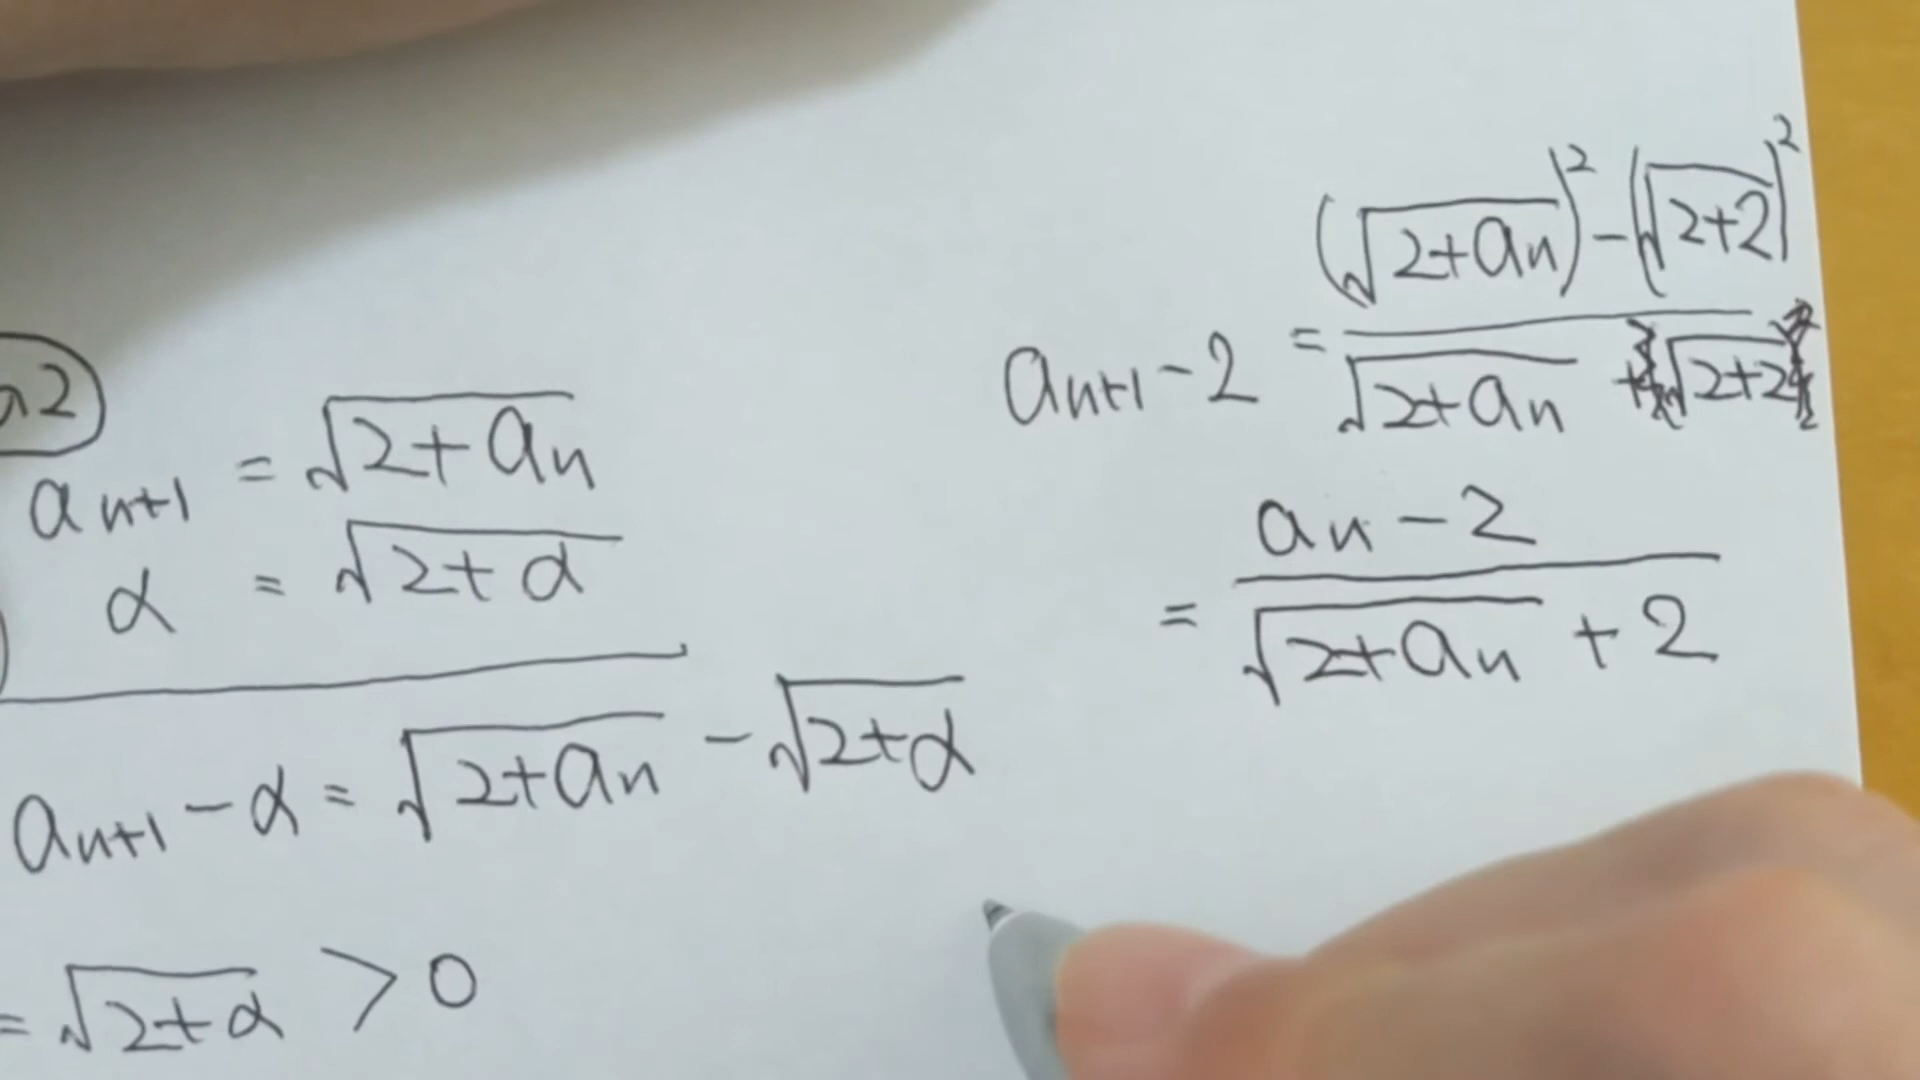 a_{n+1} = √(2+a_n)
α = √(2+α)
a_{n+1} - α = √(2+a_n) - √(2+α)
= √(2+α) > 0
a_{n+1} - 2 = ((√(2+a_n))² - (√(2+2))²) / (√(2+a_n) + √(2+2))
= (a_n - 2) / (√(2+a_n) + 2)